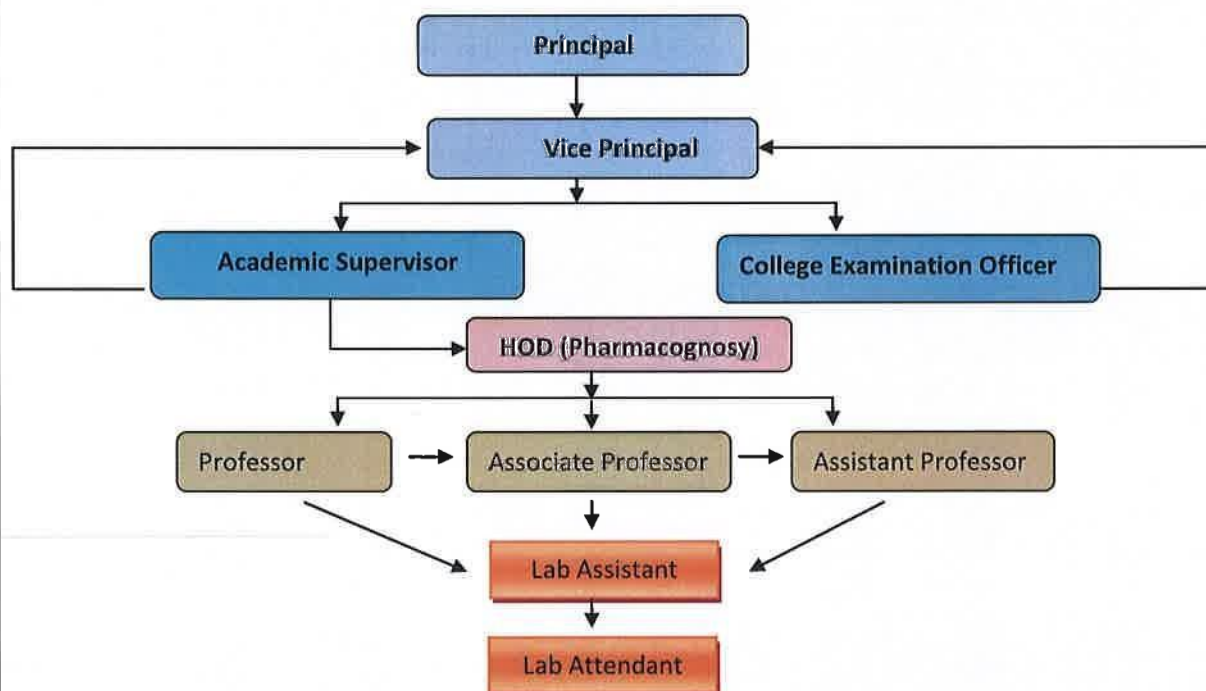 Principal
Vice Principal
Academic Supervisor
College Examination Officer
HOD (Pharmacognosy)
Professor
Associate Professor
Assistant Professor
Lab Assistant
Lab Attendant